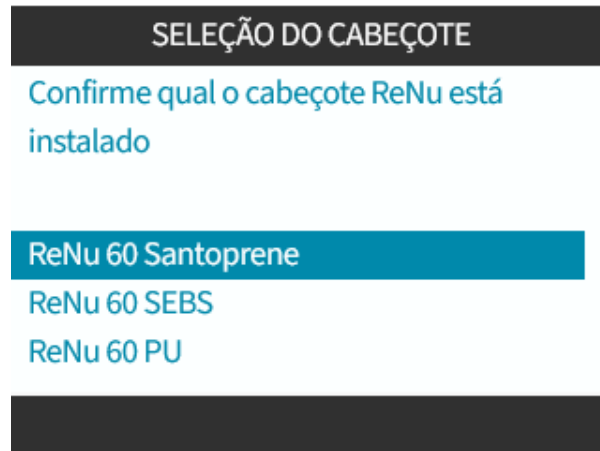 SELEÇÃO DO CABEÇOTE
Confirme qual o cabeçote ReNu está
instalado
ReNu 60 Santoprene
ReNu 60 SEBS
ReNu 60 PU